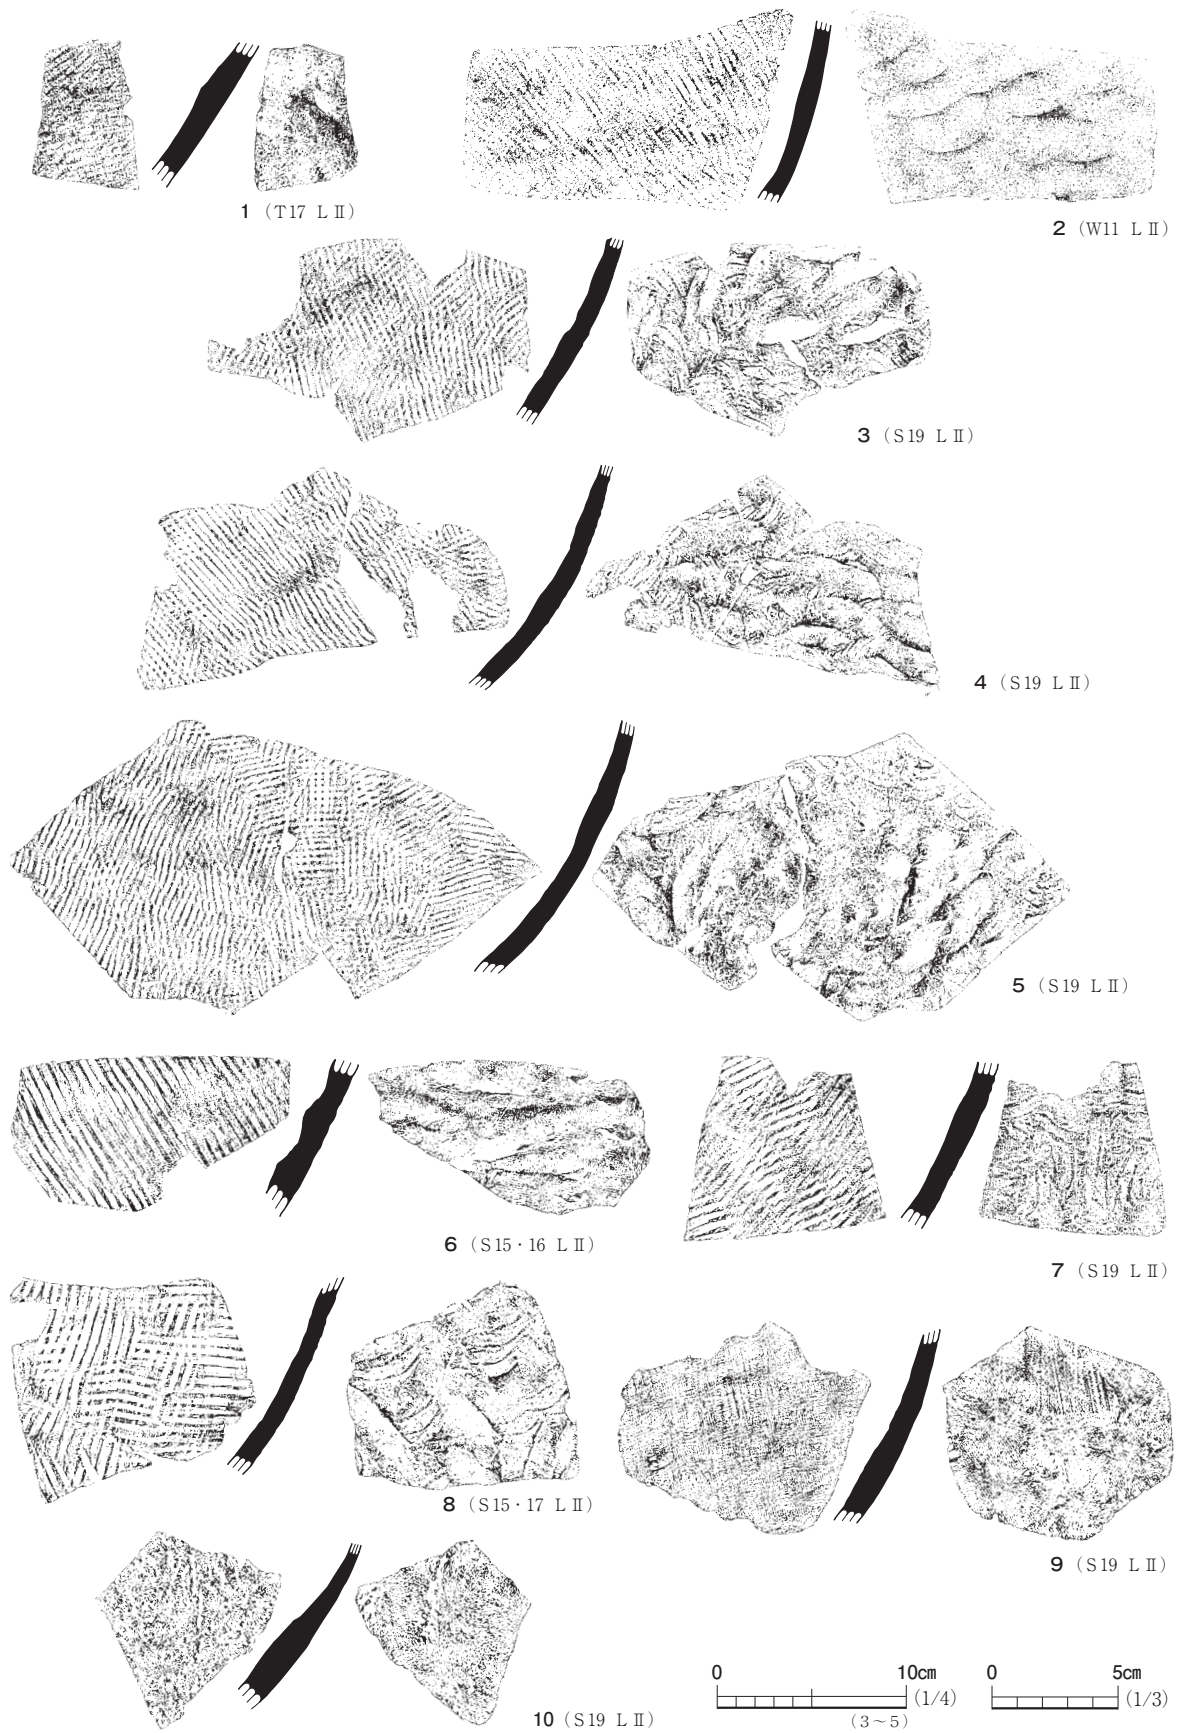 1 (T17 LⅡ)
2 (W11 LⅡ)
3 (S19 LⅡ)
4 (S19 LⅡ)
5 (S19 LⅡ)
6 (S15・16 LⅡ)
7 (S19 LⅡ)
8 (S15・17 LⅡ)
9 (S19 LⅡ)
10 (S19 LⅡ)
0 10㎝ (1/4)
(3～5)
0 5㎝ (1/3)